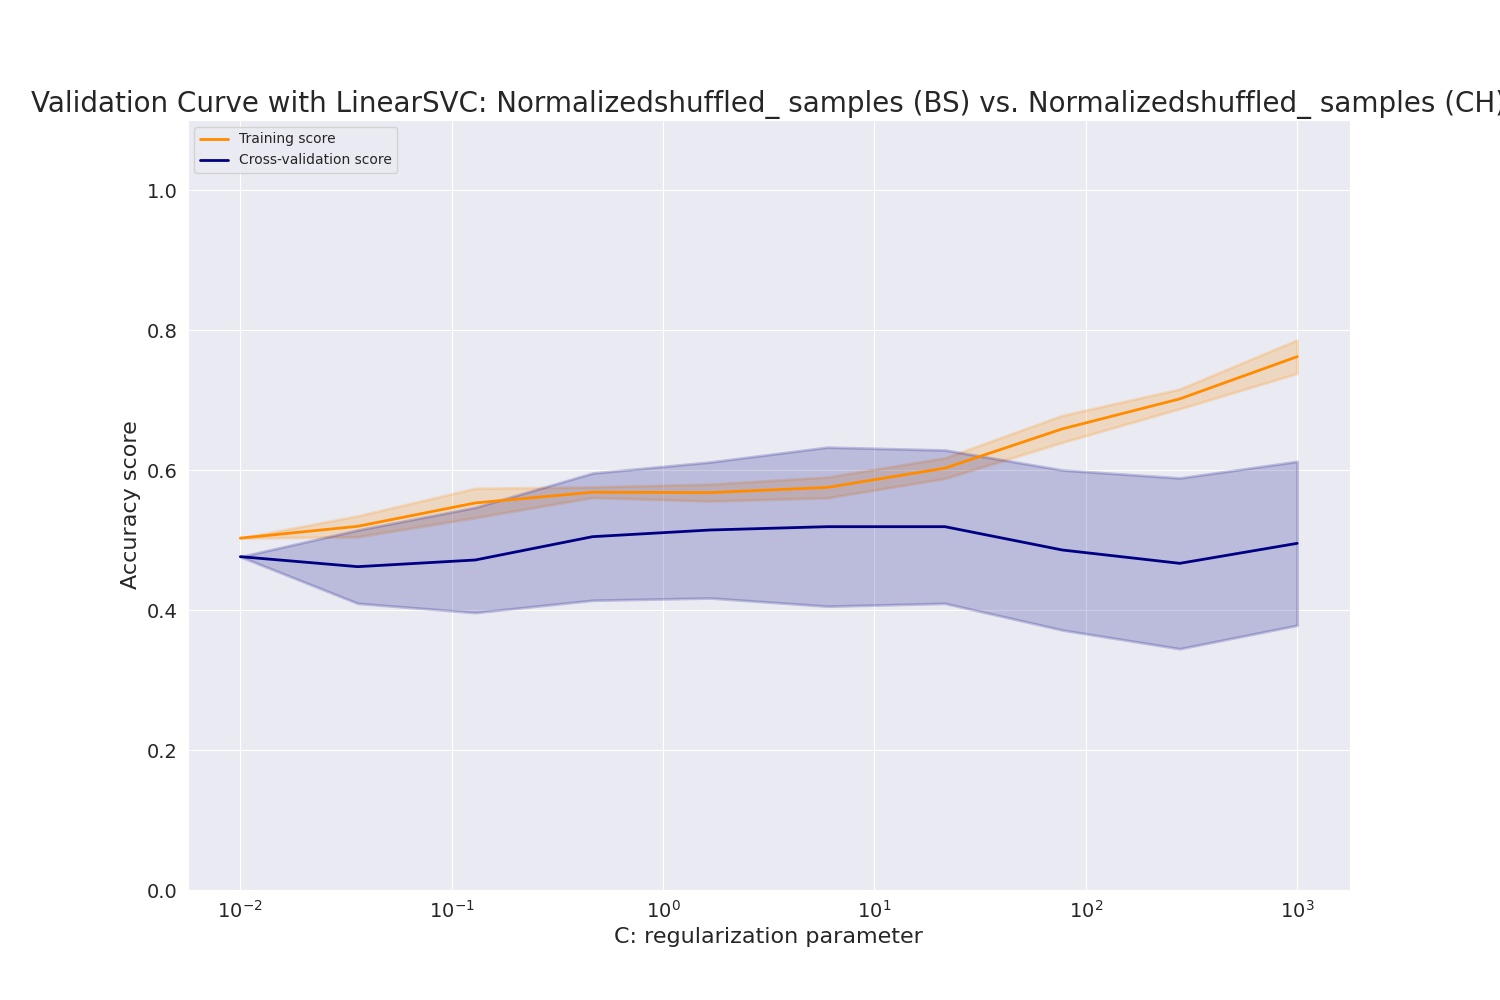 Validation Curve with LinearSVC: Normalizedshuffled_ samples (BS) vs. Normalizedshuffled_ samples (CH)
Training score
Cross-validation score
1.0
0.8
0.6
0.4
0.2
0.0
Accuracy score
10⁻² 10⁻¹ 10⁰ 10¹ 10² 10³
C: regularization parameter